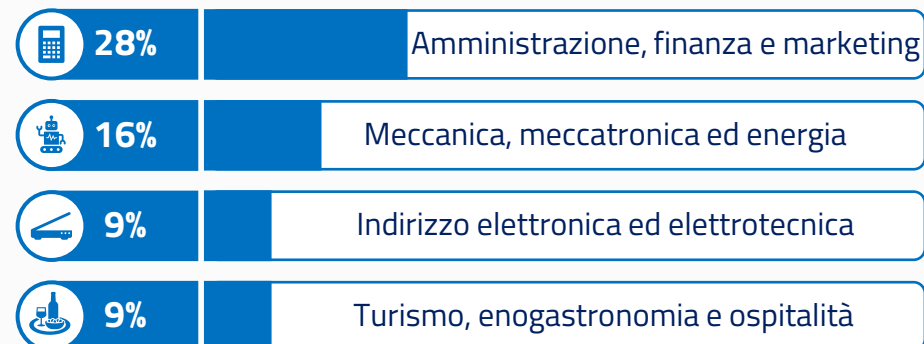 28% Amministrazione, finanza e marketing
16% Meccanica, meccatronica ed energia
9% Indirizzo elettronica ed elettrotecnica
9% Turismo, enogastronomia e ospitalità